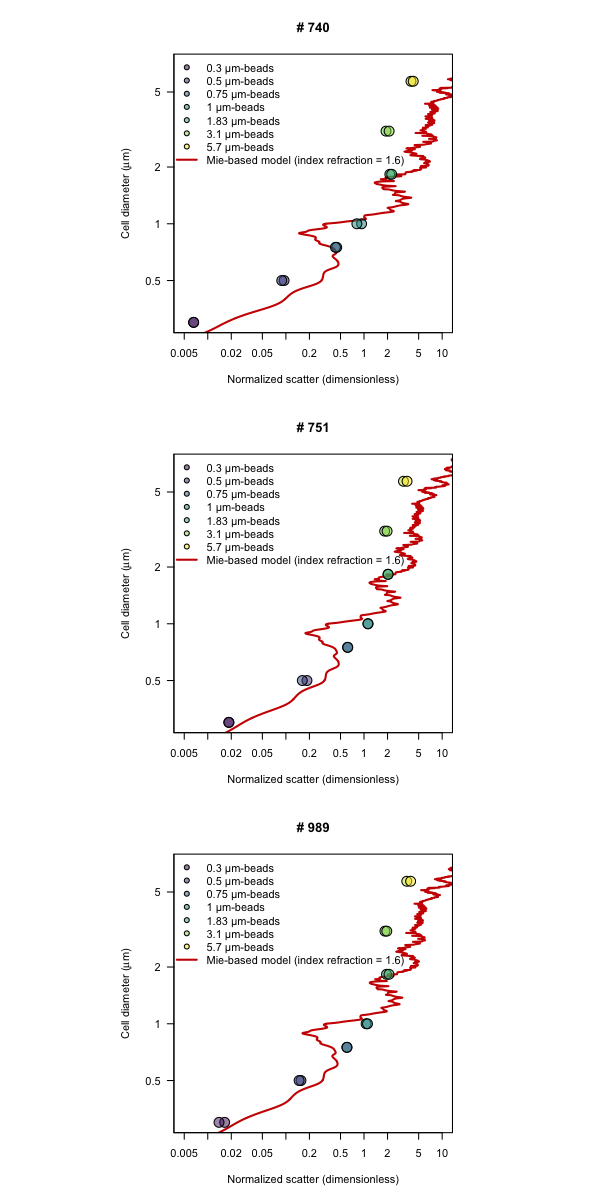 # 740
0.3 µm-beads
0.5 µm-beads
0.75 µm-beads
1 µm-beads
1.83 µm-beads
3.1 µm-beads
5.7 µm-beads
Mie-based model (index refraction = 1.6)
Cell diameter (µm)
5
2
1
0.5
0.005 0.02 0.05 0.2 0.5 1 2 5 10
Normalized scatter (dimensionless)
# 751
0.3 µm-beads
0.5 µm-beads
0.75 µm-beads
1 µm-beads
1.83 µm-beads
3.1 µm-beads
5.7 µm-beads
Mie-based model (index refraction = 1.6)
Cell diameter (µm)
5
2
1
0.5
0.005 0.02 0.05 0.2 0.5 1 2 5 10
Normalized scatter (dimensionless)
# 989
0.3 µm-beads
0.5 µm-beads
0.75 µm-beads
1 µm-beads
1.83 µm-beads
3.1 µm-beads
5.7 µm-beads
Mie-based model (index refraction = 1.6)
Cell diameter (µm)
5
2
1
0.5
0.005 0.02 0.05 0.2 0.5 1 2 5 10
Normalized scatter (dimensionless)